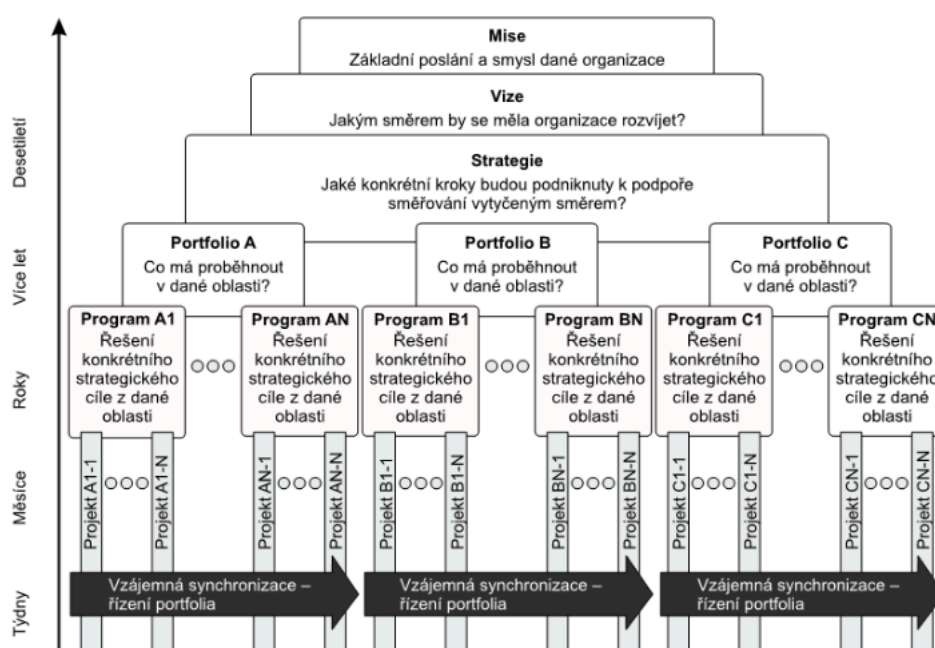 Mise
Základní poslání a smysl dané organizace
Vize
Jakým směrem by se měla organizace rozvíjet?
Strategie
Jaké konkrétní kroky budou podniknuty k podpoře
směřování vytyčeným směrem?
Desetiletí
Portfolio A
Co má proběhnout
v dané oblasti?
Portfolio B
Co má proběhnout
v dané oblasti?
Portfolio C
Co má proběhnout
v dané oblasti?
Více let
Program A1
Řešení
konkrétního
strategického
cíle z dané
oblasti
Program AN
Řešení
konkrétního
strategického
cíle z dané
oblasti
Program B1
Řešení
konkrétního
strategického
cíle z dané
oblasti
Program BN
Řešení
konkrétního
strategického
cíle z dané
oblasti
Program C1
Řešení
konkrétního
strategického
cíle z dané
oblasti
Program CN
Řešení
konkrétního
strategického
cíle z dané
oblasti
Roky
Projekt A1-1
Projekt A1-N
Projekt AN-1
Projekt AN-N
Projekt B1-1
Projekt B1-N
Projekt BN-1
Projekt BN-N
Projekt C1-1
Projekt C1-N
Projekt CN-1
Projekt CN-N
Měsíce
Vzájemná synchronizace –
řízení portfolia
Vzájemná synchronizace –
řízení portfolia
Vzájemná synchronizace –
řízení portfolia
Týdny